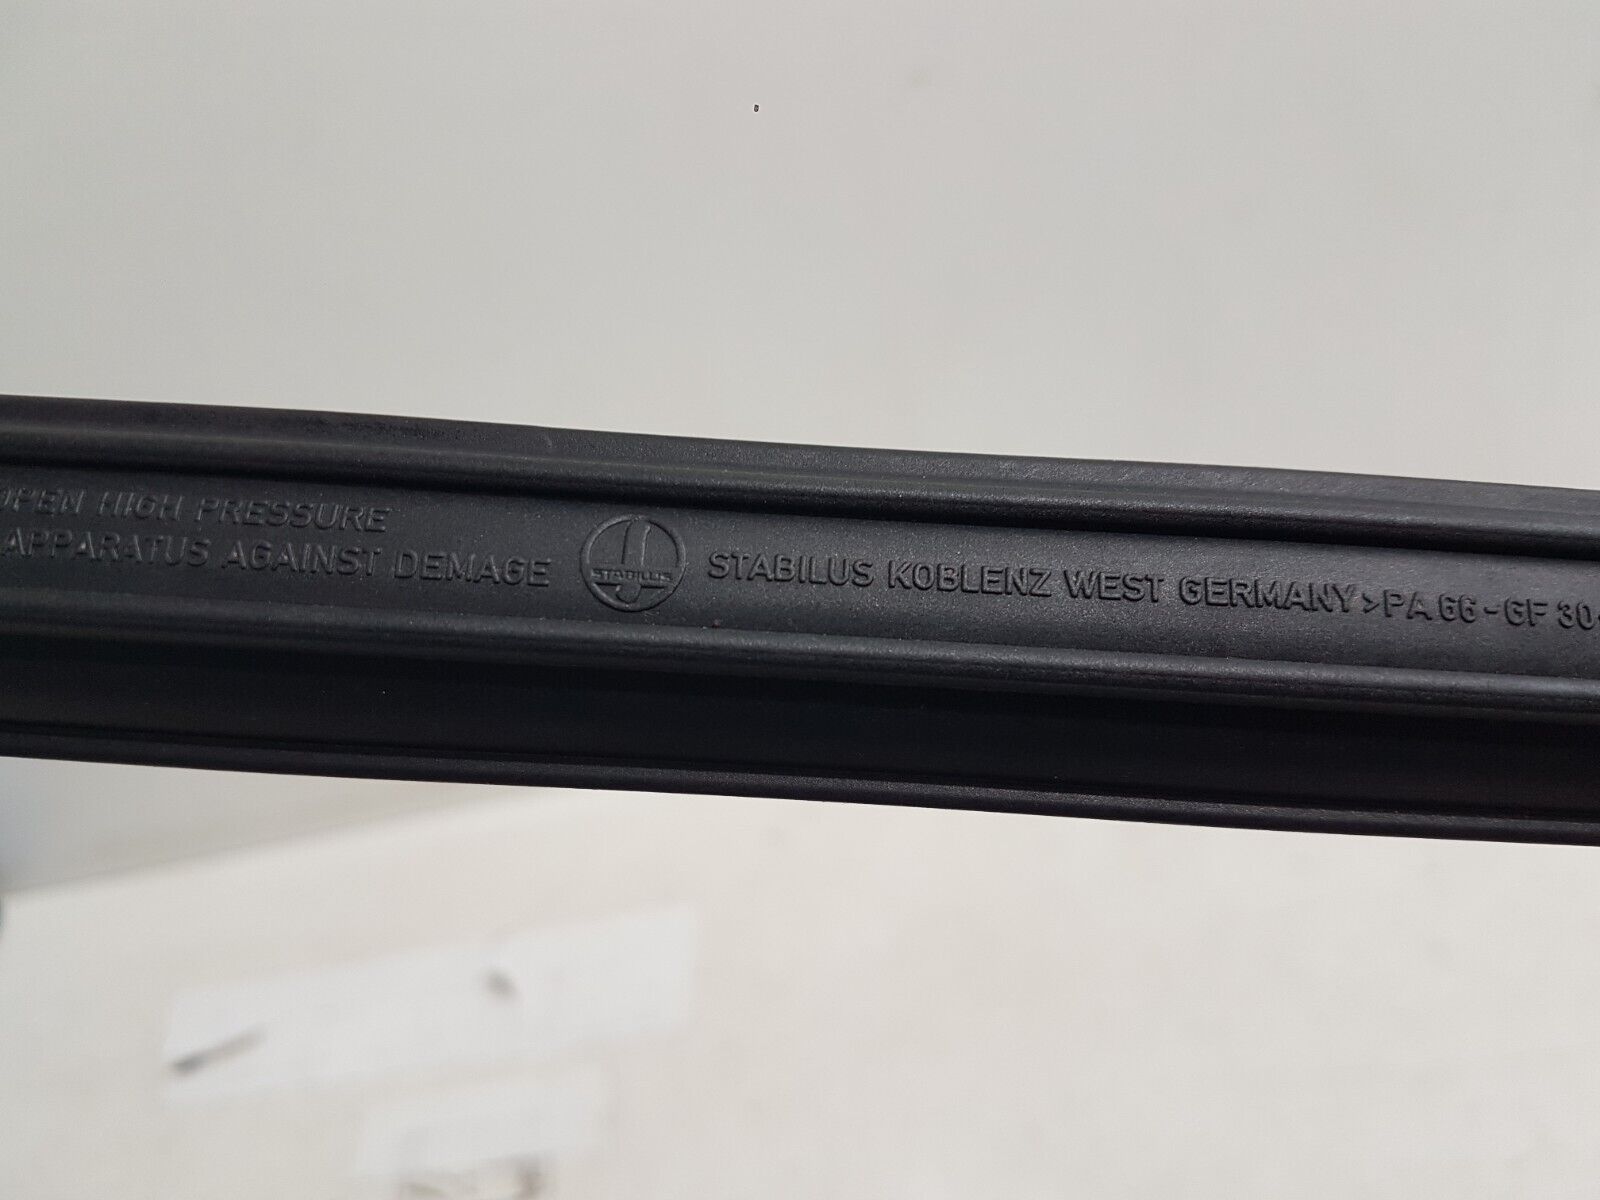 OPEN HIGH PRESSURE
APPARATUS AGAINST DEMAGE
STABILUS
STABILUS KOBLENZ WEST GERMANY >PA 66-GF 30<